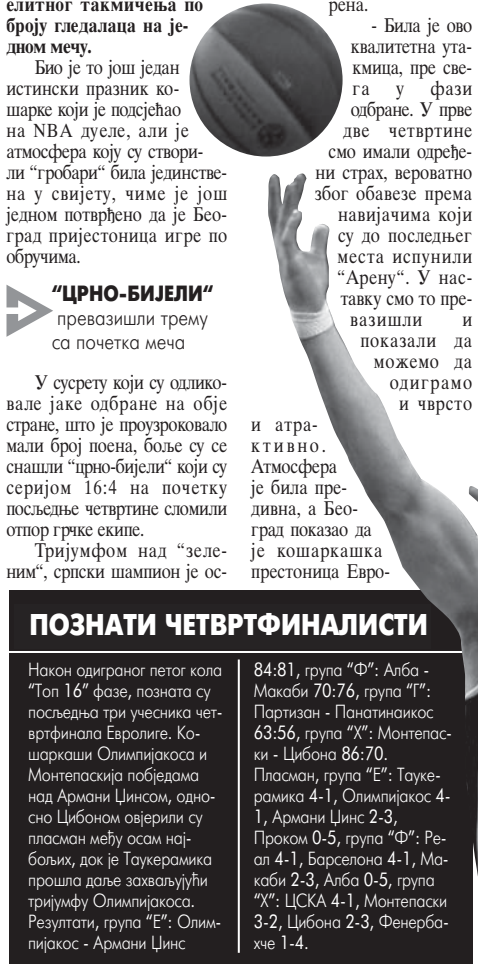 елитног такмичења по
броју гледалаца на је-
дном мечу.
Био је то још један
истински празник ко-
шарке који је подсјећао
на NBA дуеле, али је
атмосфера коју су створи-
ли “гробари“ била јединстве-
на у свијету, чиме је још
једном потврђено да је Бео-
град пријестоница игре по
обручима.
“ЦРНО-БИЈЕЛИ“
превазишли трему
са почетка меча
У сусрету који су одлико-
вале јаке одбране на обје
стране, што је проузроковало
мали број поена, боље су се
снашли “црно-бијели“ који су
серијом 16:4 на почетку
посљедње четвртине сломили
отпор грчке екипе.
Тријумфом над “зеле-
ним“, српски шампион је ос-
рена.
- Била је ово
квалитетна ута-
кмица, пре све-
га у фази
одбране. У прве
две четвртине
смо имали одређе-
ни страх, вероватно
због обавезе према
навијачима који
су до последњег
места испунили
“Арену“. У нас-
тавку смо то пре-
вазишли и
показали да
можемо да
одиграмо
и чврсто
и атра-
ктивно.
Атмосфера
је била пре-
дивна, а Бео-
град показао да
је кошаркашка
престоница Евро-
ПОЗНАТИ ЧЕТВРТФИНАЛИСТИ
Након одиграног петог кола
“Топ 16“ фазе, позната су
посљедња три учесника чет-
вртфинала Евролиге. Ко-
шаркаши Олимпијакоса и
Монтепаскија побједама
над Армани Џинсом, одно-
сно Цибоном овјерили су
пласман међу осам нај-
бољих, док је Таукерамика
прошла даље захваљујући
тријумфу Олимпијакоса.
Резултати, група “Е“: Олим-
пијакос - Армани Џинс
84:81, група “Ф“: Алба -
Макаби 70:76, група “Г“:
Партизан - Панатинаикос
63:56, група “Х“: Монтепас-
ки - Цибона 86:70.
Пласман, група “Е“: Тауке-
рамика 4-1, Олимпијакос 4-
1, Армани Џинс 2-3,
Проком 0-5, група “Ф“: Ре-
ал 4-1, Барселона 4-1, Ма-
каби 2-3, Алба 0-5, група
“Х“: ЦСКА 4-1, Монтепаски
3-2, Цибона 2-3, Фенерба-
хче 1-4.